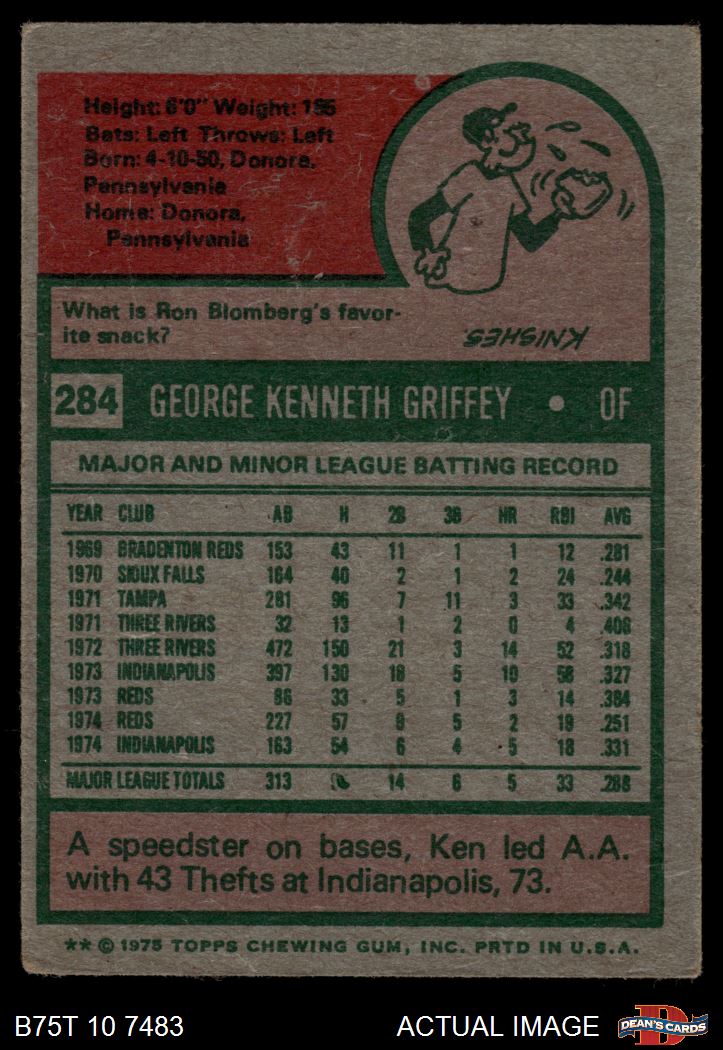 Height: 6'0" Weight: 185
Bats: Left Throws: Left
Born: 4-10-50, Donora,
Pennsylvania
Home: Donora,
Pennsylvania
What is Ron Blomberg's favor-
ite snack?
KNISHES.
284 GEORGE KENNETH GRIFFEY • OF
MAJOR AND MINOR LEAGUE BATTING RECORD
YEAR CLUB AB H 2B 3B HR RBI AVG
1969 BRADENTON REDS 153 43 11 1 1 12 .281
1970 SIOUX FALLS 164 40 2 1 2 24 .244
1971 TAMPA 281 96 7 11 3 33 .342
1971 THREE RIVERS 32 13 1 2 0 4 .406
1972 THREE RIVERS 472 150 21 3 14 52 .318
1973 INDIANAPOLIS 397 130 18 5 10 58 .327
1973 REDS 86 33 5 1 3 14 .384
1974 REDS 227 57 9 5 2 19 .251
1974 INDIANAPOLIS 163 54 6 4 5 18 .331
MAJOR LEAGUE TOTALS 313 14 6 5 33 .288
A speedster on bases, Ken led A.A.
with 43 Thefts at Indianapolis, 73.
** © 1975 TOPPS CHEWING GUM, INC. PRTD IN U.S.A.
B75T 10 7483 ACTUAL IMAGE D DEAN'S CARDS